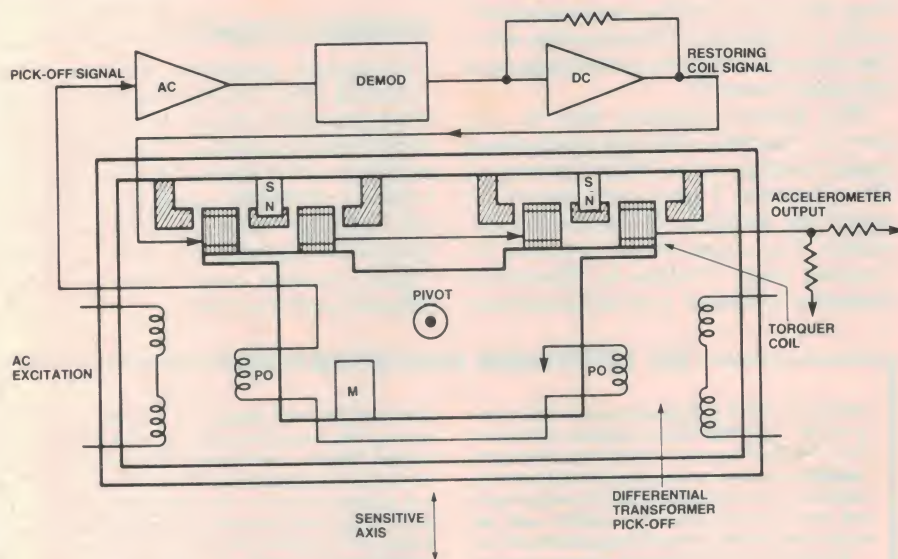 PICK-OFF SIGNAL
AC
DEMOD
DC
RESTORING
COIL SIGNAL
S
N
S
N
ACCELEROMETER
OUTPUT
PIVOT
TORQUER
COIL
AC
EXCITATION
PO
M
PO
SENSITIVE
AXIS
DIFFERENTIAL
TRANSFORMER
PICK-OFF